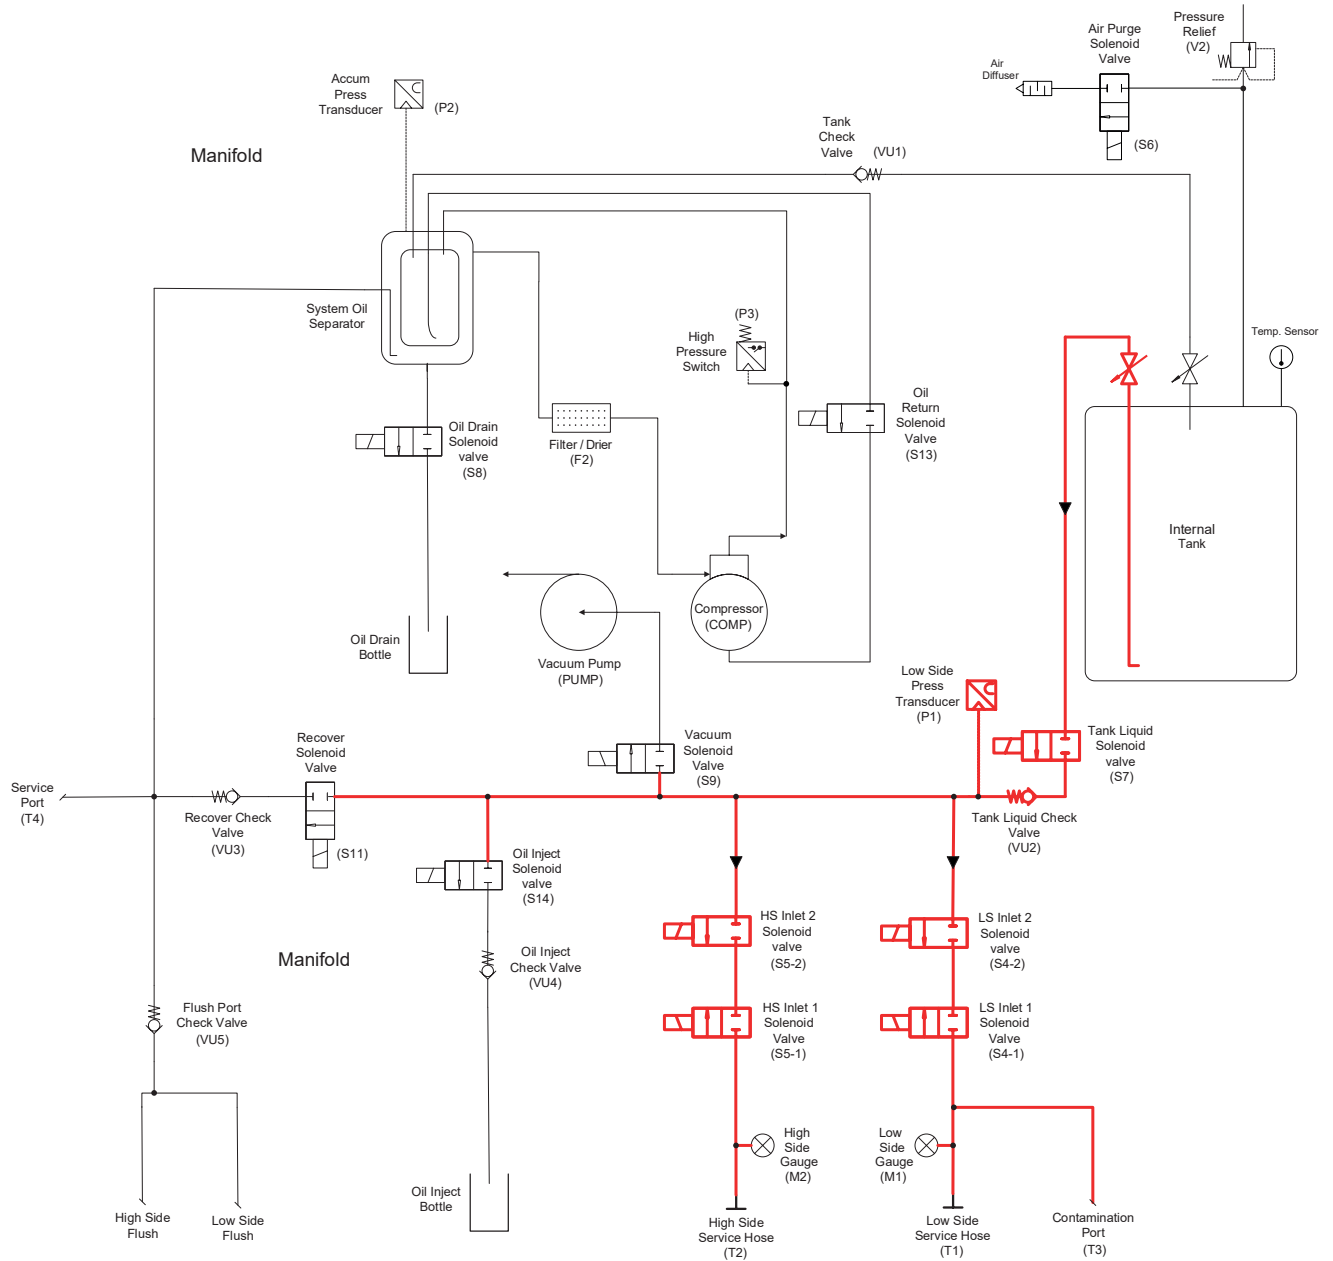 Pressure
Relief
(V2)
Air Purge
Solenoid
Valve
Air
Diffuser
(S6)
Accum
Press
Transducer
(P2)
Tank
Check
Valve
(VU1)
Manifold
System Oil
Separator
(P3)
High
Pressure
Switch
Temp. Sensor
Oil
Return
Solenoid
Valve
(S13)
Oil Drain
Solenoid
valve
(S8)
Filter / Drier
(F2)
Internal
Tank
Compressor
(COMP)
Oil Drain
Bottle
Vacuum Pump
(PUMP)
Low Side
Press
Transducer
(P1)
Recover
Solenoid
Valve
Vacuum
Solenoid
Valve
(S9)
Tank Liquid
Solenoid
valve
(S7)
Service
Port
(T4)
Recover Check
Valve
(VU3)
(S11)
Tank Liquid Check
Valve
(VU2)
Oil Inject
Solenoid
valve
(S14)
HS Inlet 2
Solenoid
valve
(S5-2)
LS Inlet 2
Solenoid
valve
(S4-2)
Manifold
Oil Inject
Check Valve
(VU4)
Flush Port
Check Valve
(VU5)
HS Inlet 1
Solenoid
Valve
(S5-1)
LS Inlet 1
Solenoid
Valve
(S4-1)
High
Side
Gauge
(M2)
Low
Side
Gauge
(M1)
Oil Inject
Bottle
High Side
Flush
Low Side
Flush
High Side
Service Hose
(T2)
Low Side
Service Hose
(T1)
Contamination
Port
(T3)